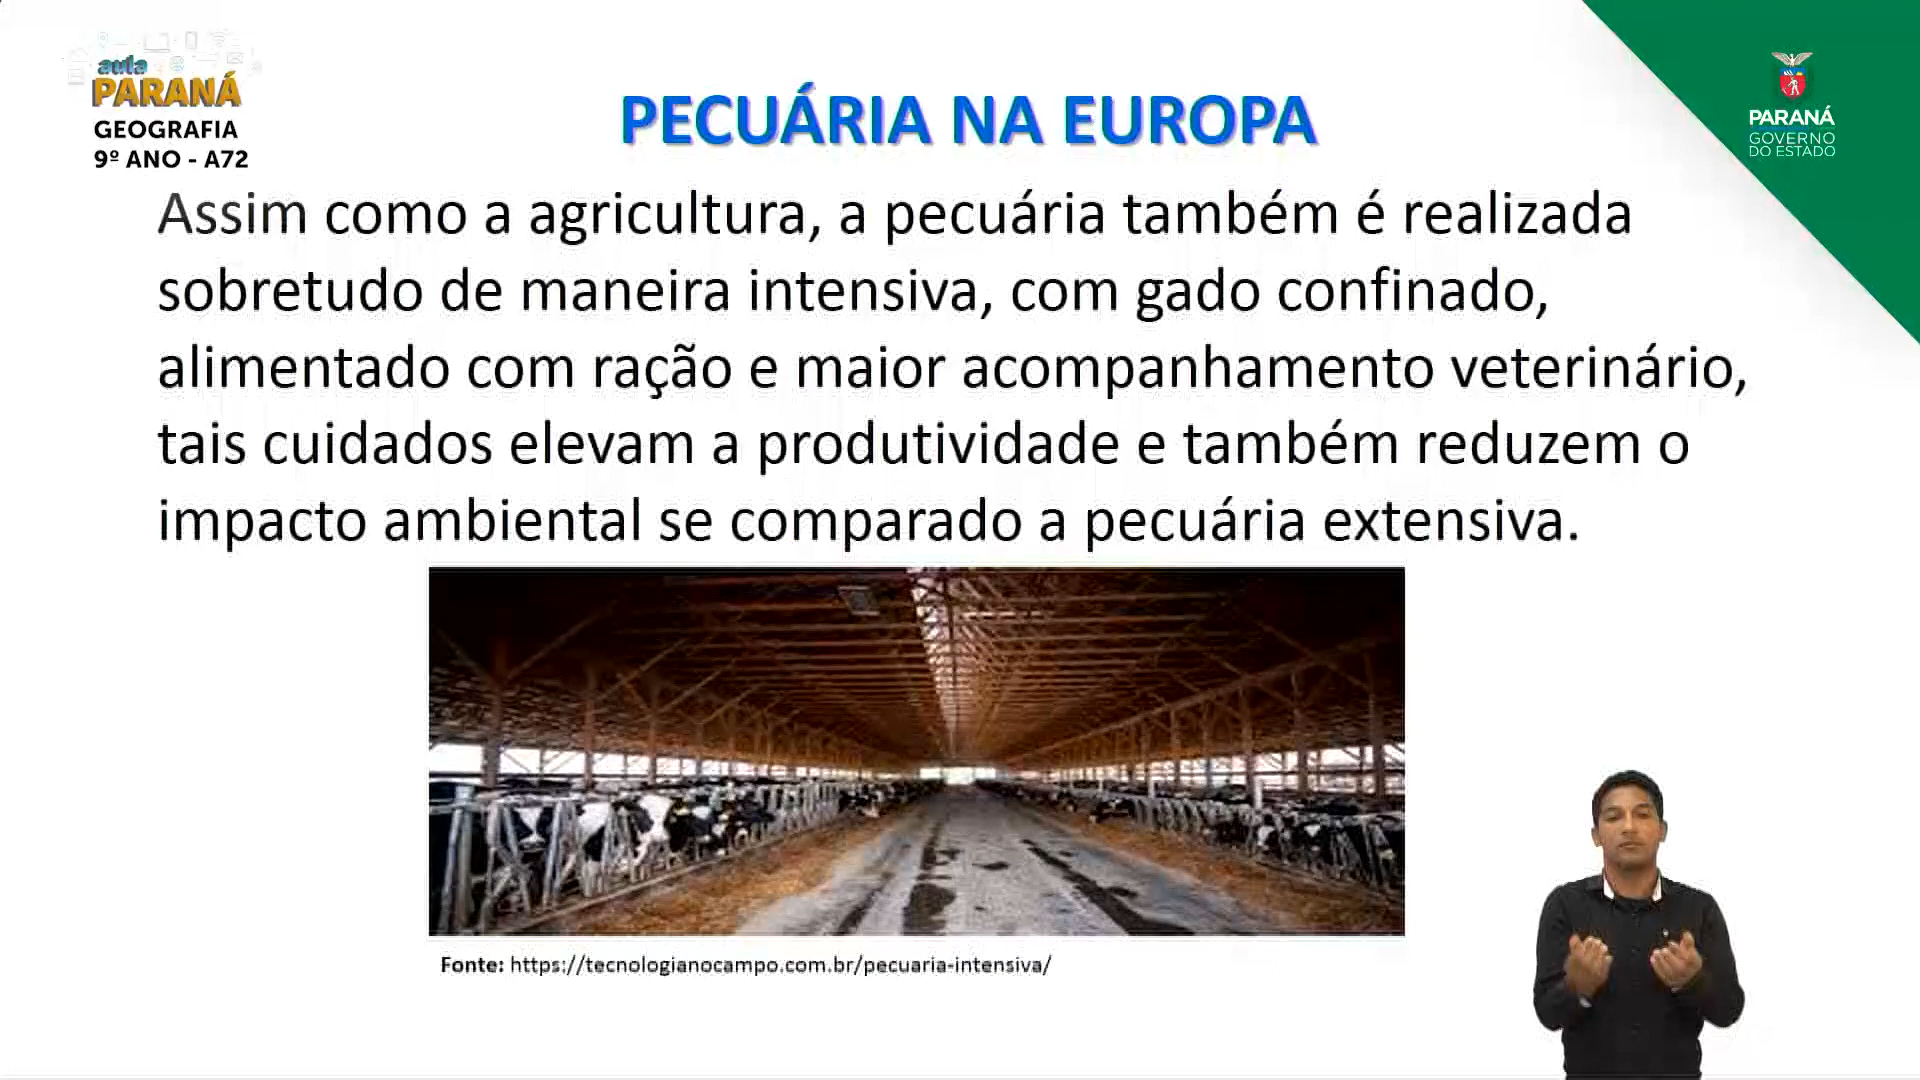 aula
PARANÁ
GEOGRAFIA
9º ANO - A72
PECUÁRIA NA EUROPA
PARANÁ
GOVERNO
DO ESTADO
Assim como a agricultura, a pecuária também é realizada
sobretudo de maneira intensiva, com gado confinado,
alimentado com ração e maior acompanhamento veterinário,
tais cuidados elevam a produtividade e também reduzem o
impacto ambiental se comparado a pecuária extensiva.
Fonte: https://tecnologianocampo.com.br/pecuaria-intensiva/